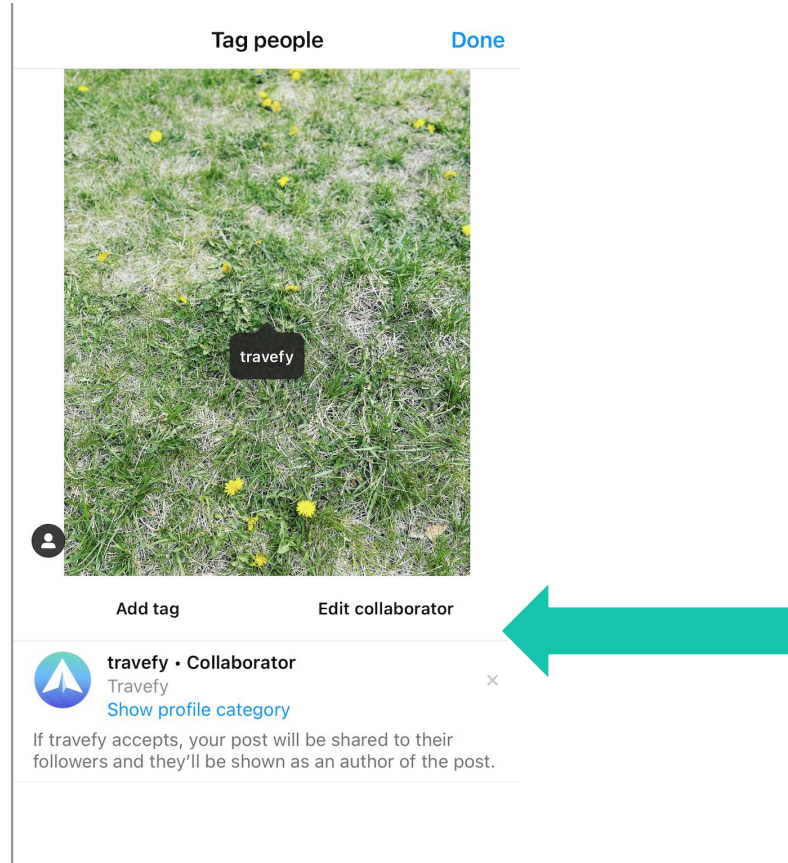 Tag people Done
travefy
Add tag Edit collaborator
travefy • Collaborator
Travefy
Show profile category
If travefy accepts, your post will be shared to their
followers and they’ll be shown as an author of the post.